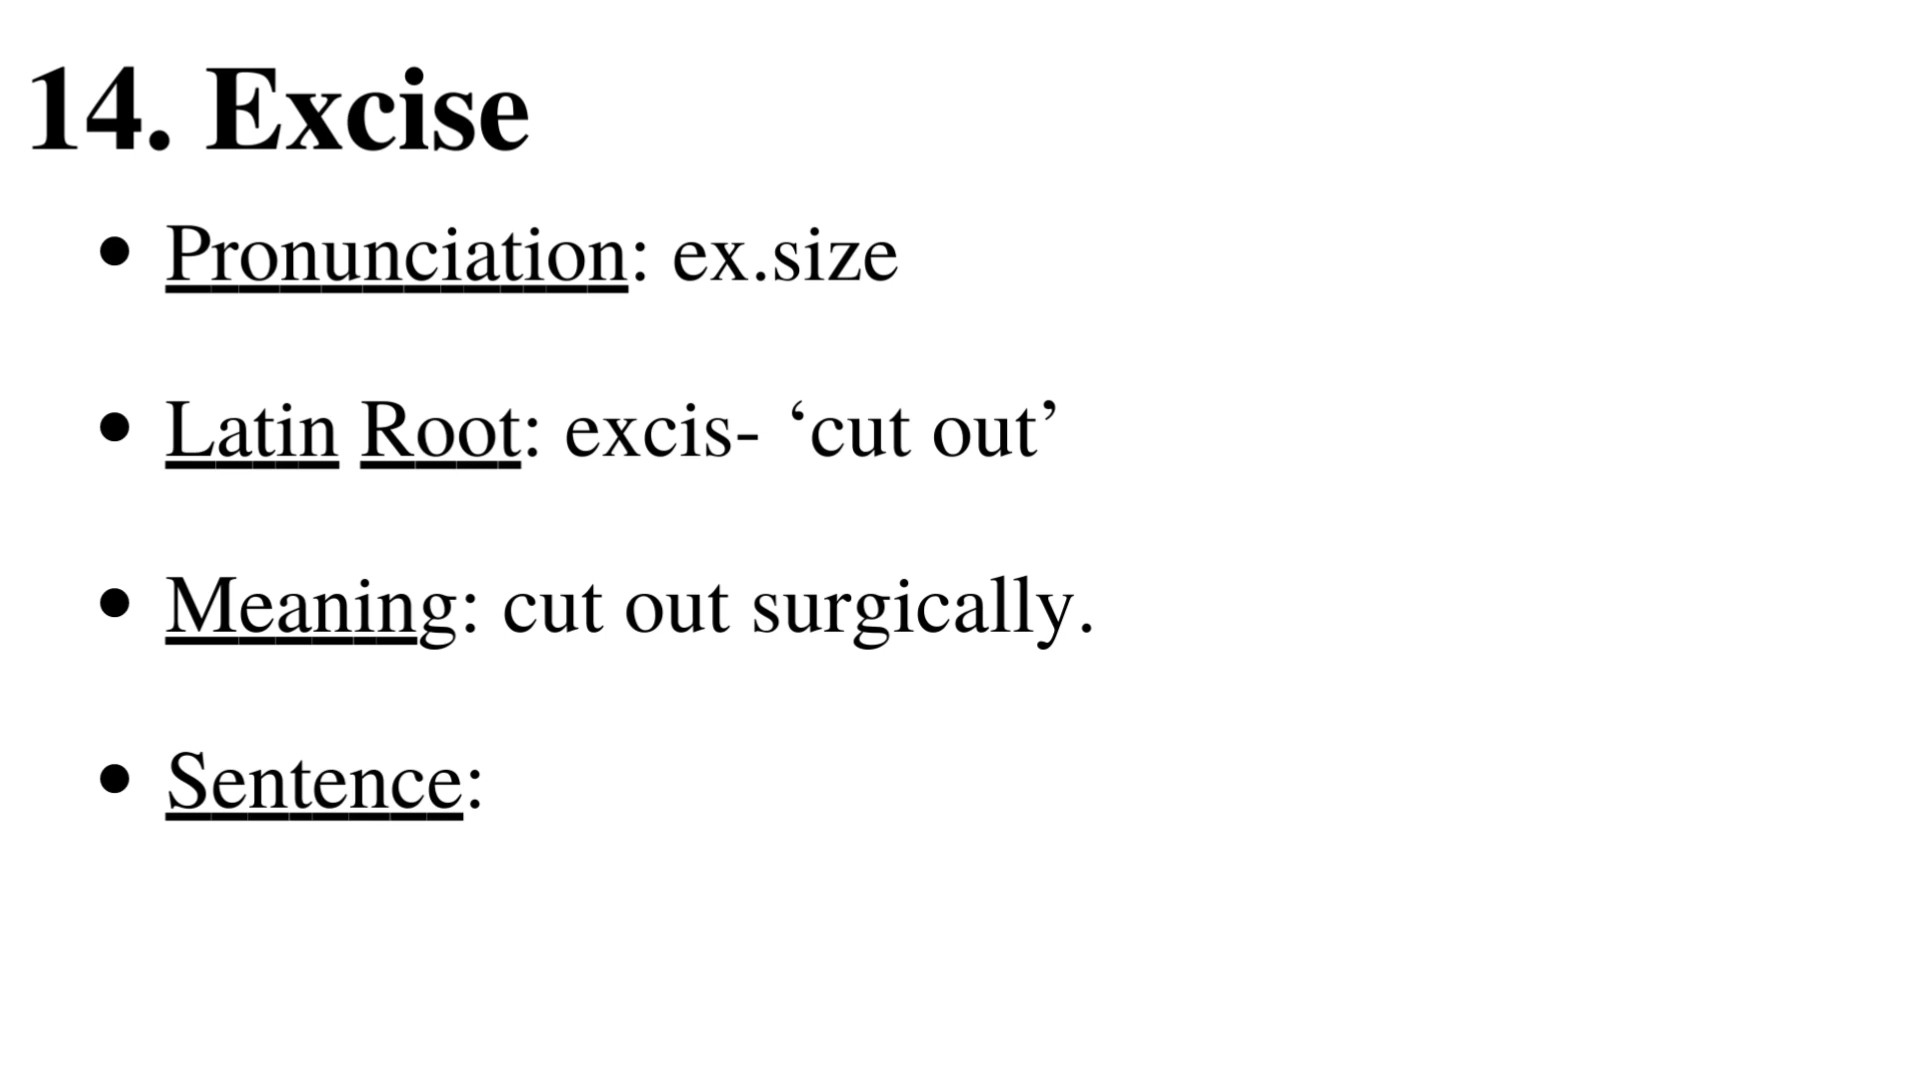 14. Excise
• Pronunciation: ex.size
• Latin Root: excis- ‘cut out’
• Meaning: cut out surgically.
• Sentence: